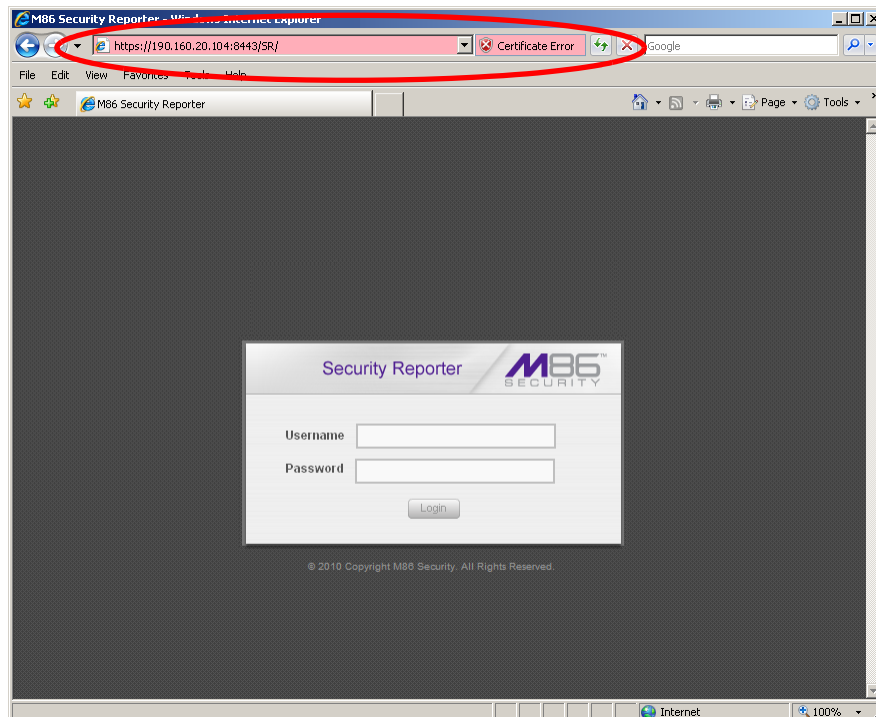 M86 Security Reporter - Windows Internet Explorer
https://190.160.20.104:8443/SR/
Certificate Error
Google
File Edit View Favorites Tools Help
M86 Security Reporter
Page
Tools
Security Reporter
M86™
SECURITY
Username
Password
Login
© 2010 Copyright M86 Security. All Rights Reserved.
Internet
100%